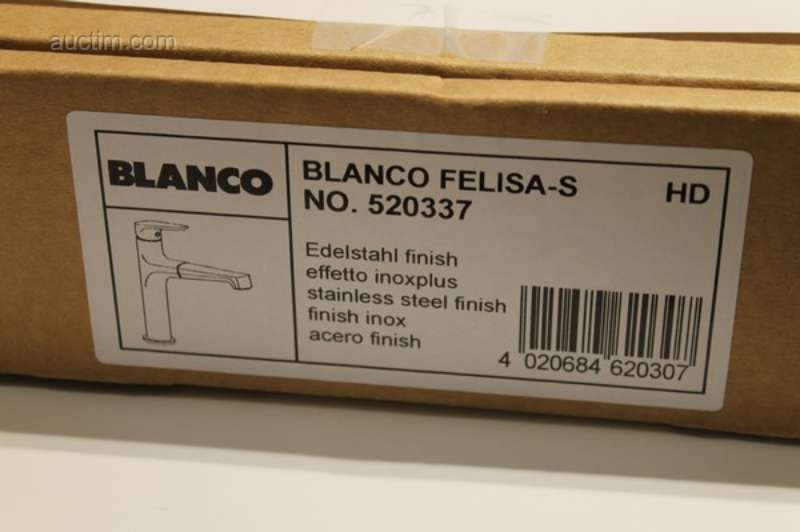 auctim.com
BLANCO
BLANCO FELISA-S HD
NO. 520337
Edelstahl finish
effetto inoxplus
stainless steel finish
finish inox
acero finish
4 020684 620307